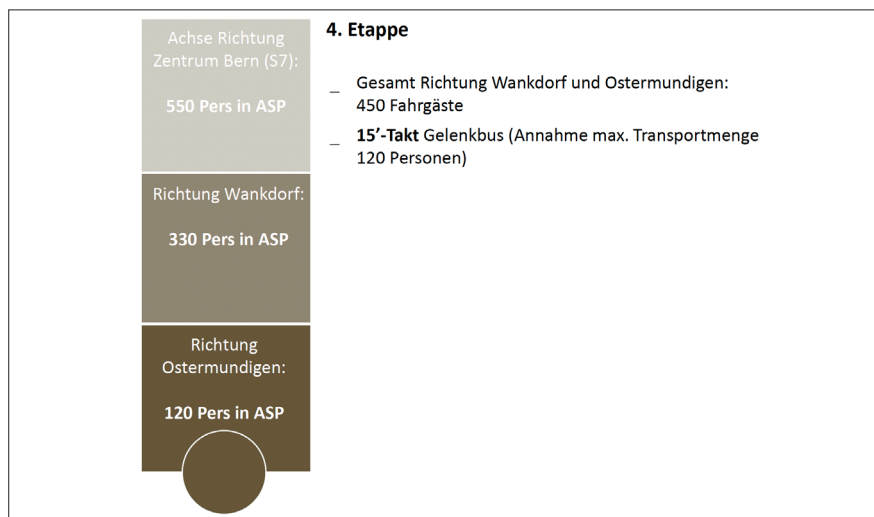 Achse Richtung
Zentrum Bern (S7):
550 Pers in ASP
Richtung Wankdorf:
330 Pers in ASP
Richtung
Ostermundigen:
120 Pers in ASP
4. Etappe
_ Gesamt Richtung Wankdorf und Ostermundigen:
450 Fahrgäste
_ 15’-Takt Gelenkbus (Annahme max. Transportmenge
120 Personen)